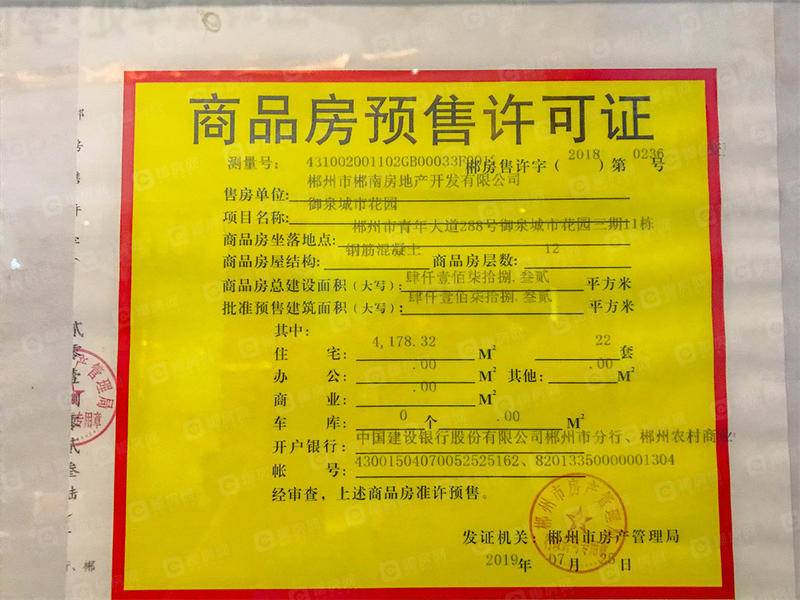 商品房预售许可证
测量号: 431002001102GB00033F
郴房售许字(2018)第0236号
售房单位: 郴州市郴南房地产开发有限公司
项目名称: 御泉城市花园
商品房坐落地点: 郴州市青年大道288号御泉城市花园三期11栋
商品房屋结构: 钢筋混凝土 商品房层数: 12
商品房总建设面积(大写): 肆仟壹佰柒拾捌.叁贰 平方米
批准预售建筑面积(大写): 肆仟壹佰柒拾捌.叁贰 平方米
其中:
住宅: 4,178.32 M² 22 套
办公: .00 M² 其他: .00 M²
商业: .00 M²
车库: 0 个 .00 M²
开户银行: 中国建设银行股份有限公司郴州市分行、郴州农村商业
帐号: 43001504070052525162、82013350000001304
经审查,上述商品房准许预售。
发证机关: 郴州市房产管理局
2019年07月
日